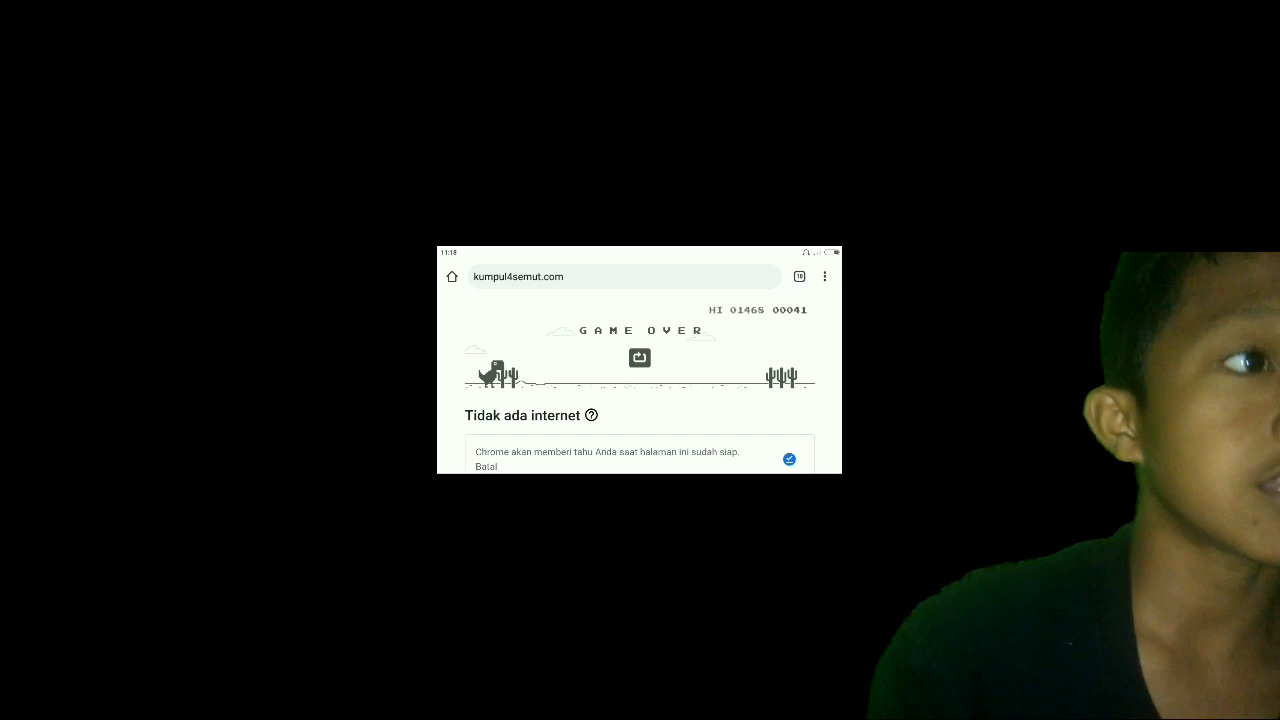 11:18
kumpul4semut.com
10
HI 01468 00041
GAME OVER
Tidak ada internet
Chrome akan memberi tahu Anda saat halaman ini sudah siap.
Batal